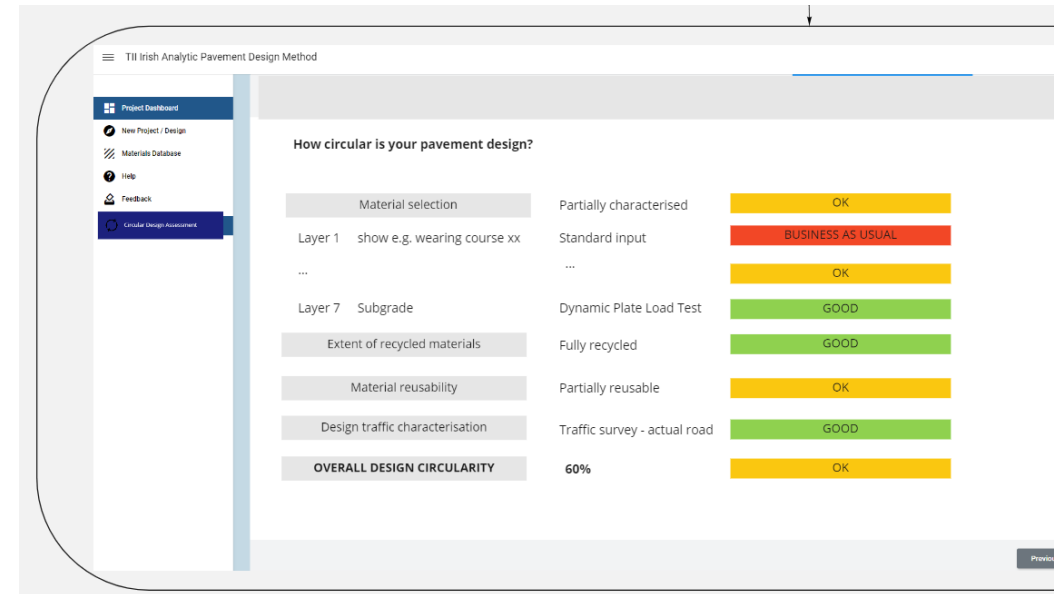 TII Irish Analytic Pavement Design Method
Project Dashboard
New Project / Design
Materials Database
Help
Feedback
Circular Design Assessment
How circular is your pavement design?
Material selection Partially characterised OK
Layer 1 show e.g. wearing course xx Standard input BUSINESS AS USUAL
... ... OK
Layer 7 Subgrade Dynamic Plate Load Test GOOD
Extent of recycled materials Fully recycled GOOD
Material reusability Partially reusable OK
Design traffic characterisation Traffic survey - actual road GOOD
OVERALL DESIGN CIRCULARITY 60% OK